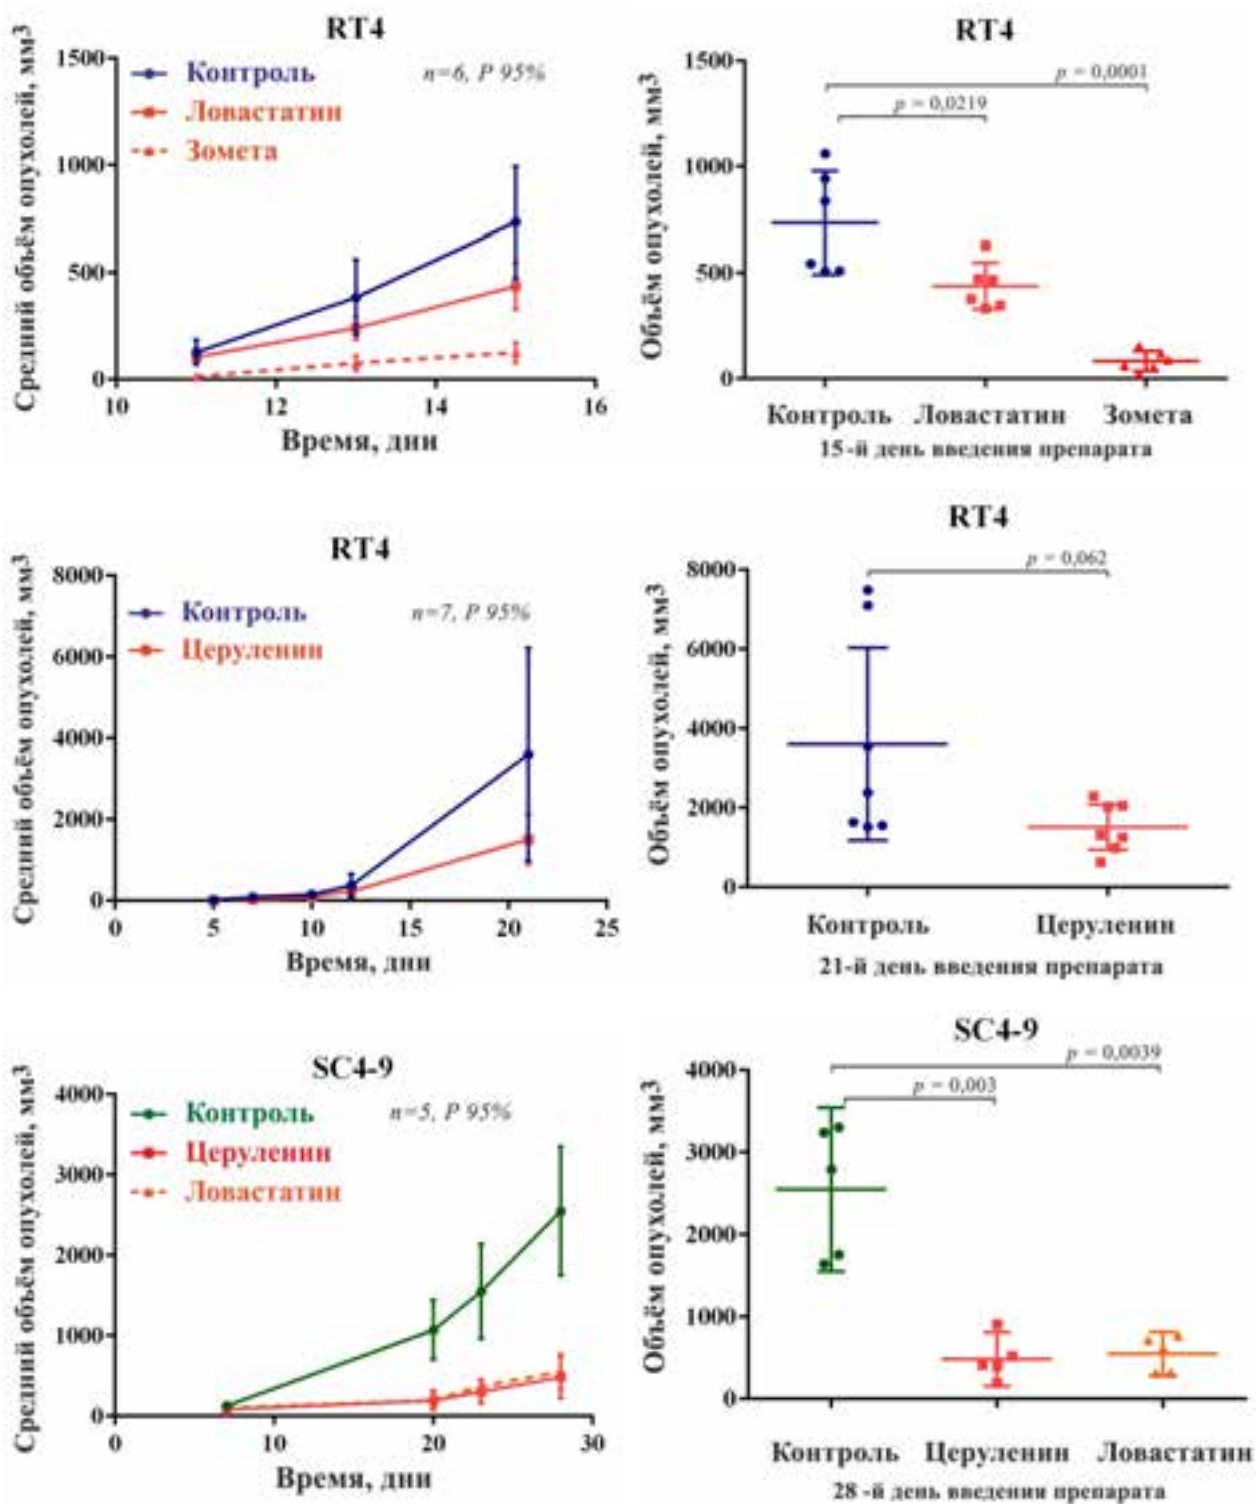 RT4
Средний объём опухолей, мм3
1500
1000
500
0
Контроль
Ловастатин
Зомета
n=6, P 95%
10 12 14 16
Время, дни
RT4
Объём опухолей, мм3
1500
1000
500
0
p = 0,0001
p = 0,0219
Контроль Ловастатин Зомета
15-й день введения препарата
RT4
Средний объём опухолей, мм3
8000
6000
4000
2000
0
Контроль
Церуленин
n=7, P 95%
0 5 10 15 20 25
Время, дни
RT4
Объём опухолей, мм3
8000
6000
4000
2000
0
p = 0,062
Контроль Церуленин
21-й день введения препарата
SC4-9
Средний объём опухолей, мм3
4000
3000
2000
1000
0
Контроль
Церуленин
Ловастатин
n=5, P 95%
0 10 20 30
Время, дни
SC4-9
Объём опухолей, мм3
4000
3000
2000
1000
0
p = 0,0039
p = 0,003
Контроль Церуленин Ловастатин
28 -й день введения препарата